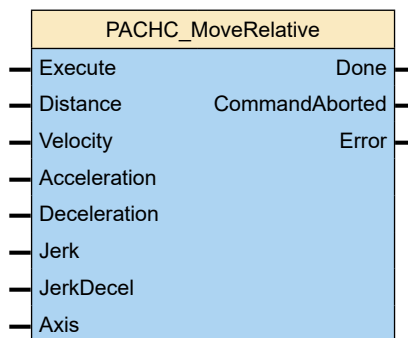 PACHC_MoveRelative
Execute Done
Distance CommandAborted
Velocity Error
Acceleration
Deceleration
Jerk
JerkDecel
Axis